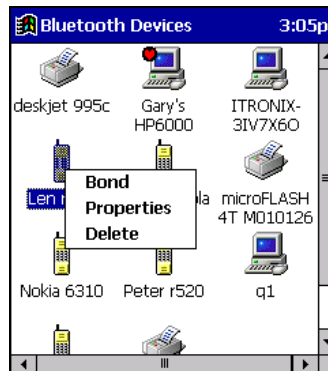 Bluetooth Devices 3:05p
deskjet 995c Gary's ITRONIX-
HP6000 3IV7X6O
Bond
Len microFLASH
Properties
4T M010126
Delete
Nokia 6310 Peter r520 q1